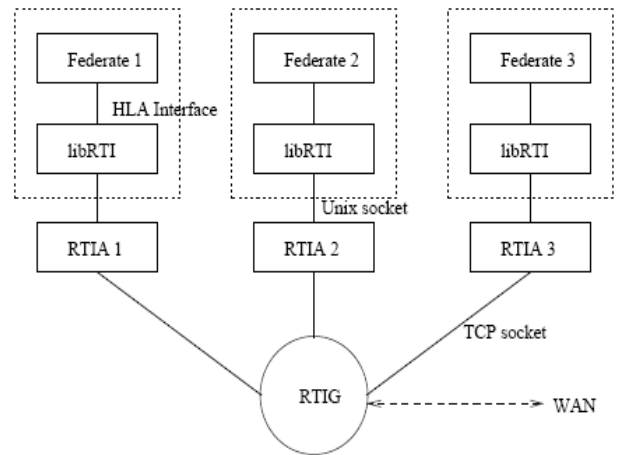 Federate 1
Federate 2
Federate 3
HLA Interface
libRTI
libRTI
libRTI
Unix socket
RTIA 1
RTIA 2
RTIA 3
TCP socket
RTIG
WAN